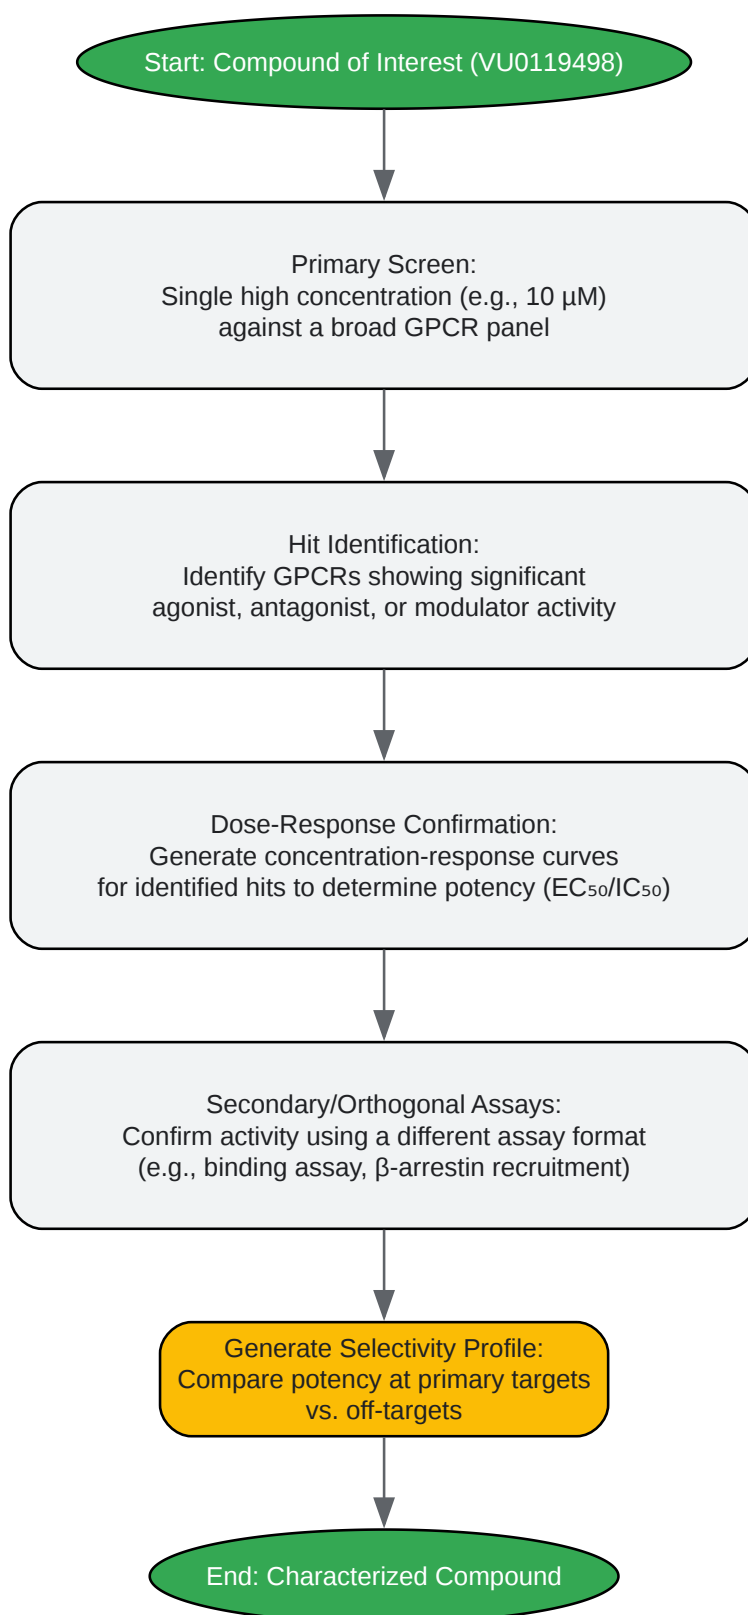 Start: Compound of Interest (VU0119498)
Primary Screen:
Single high concentration (e.g., 10 µM)
against a broad GPCR panel
Hit Identification:
Identify GPCRs showing significant
agonist, antagonist, or modulator activity
Dose-Response Confirmation:
Generate concentration-response curves
for identified hits to determine potency (EC₅₀/IC₅₀)
Secondary/Orthogonal Assays:
Confirm activity using a different assay format
(e.g., binding assay, β-arrestin recruitment)
Generate Selectivity Profile:
Compare potency at primary targets
vs. off-targets
End: Characterized Compound